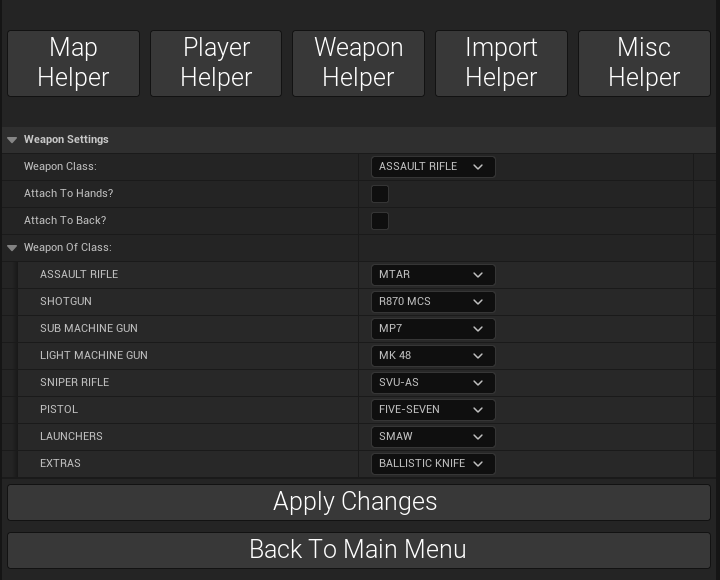 Map Helper
Player Helper
Weapon Helper
Import Helper
Misc Helper
Weapon Settings
Weapon Class: ASSAULT RIFLE
Attach To Hands?
Attach To Back?
Weapon Of Class:
ASSAULT RIFLE MTAR
SHOTGUN R870 MCS
SUB MACHINE GUN MP7
LIGHT MACHINE GUN MK 48
SNIPER RIFLE SVU-AS
PISTOL FIVE-SEVEN
LAUNCHERS SMAW
EXTRAS BALLISTIC KNIFE
Apply Changes
Back To Main Menu